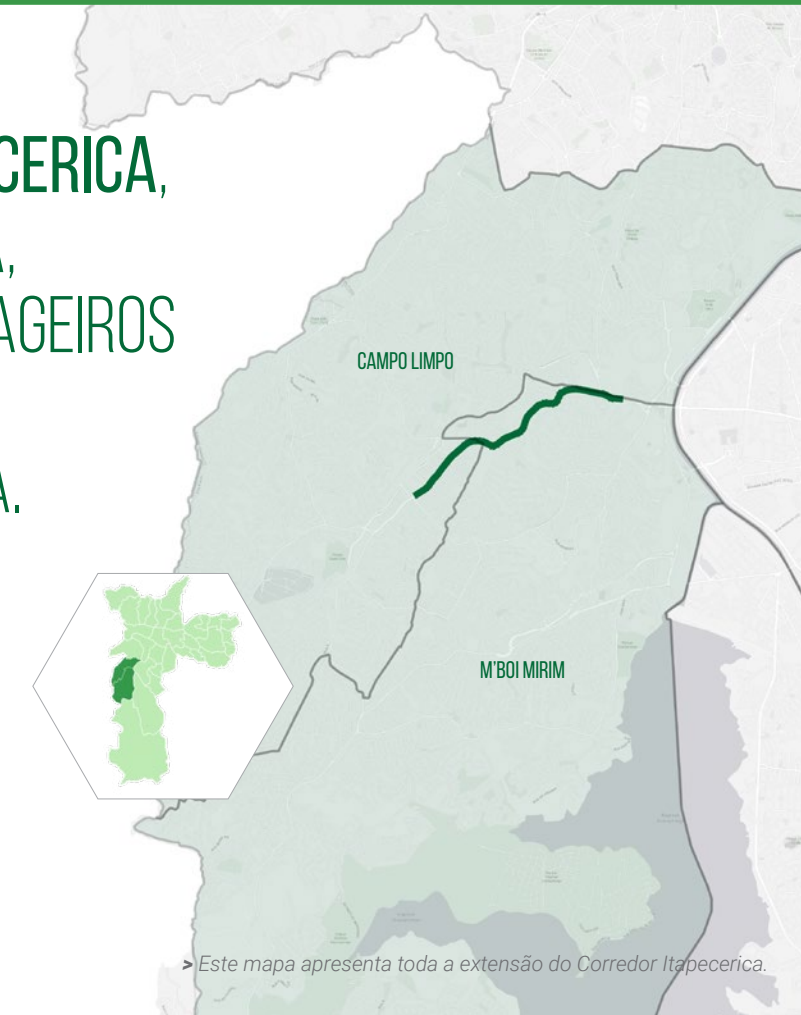 CERICA,
A,
AGEIROS
A.
CAMPO LIMPO
M'BOI MIRIM
> Este mapa apresenta toda a extensão do Corredor Itapecerica.